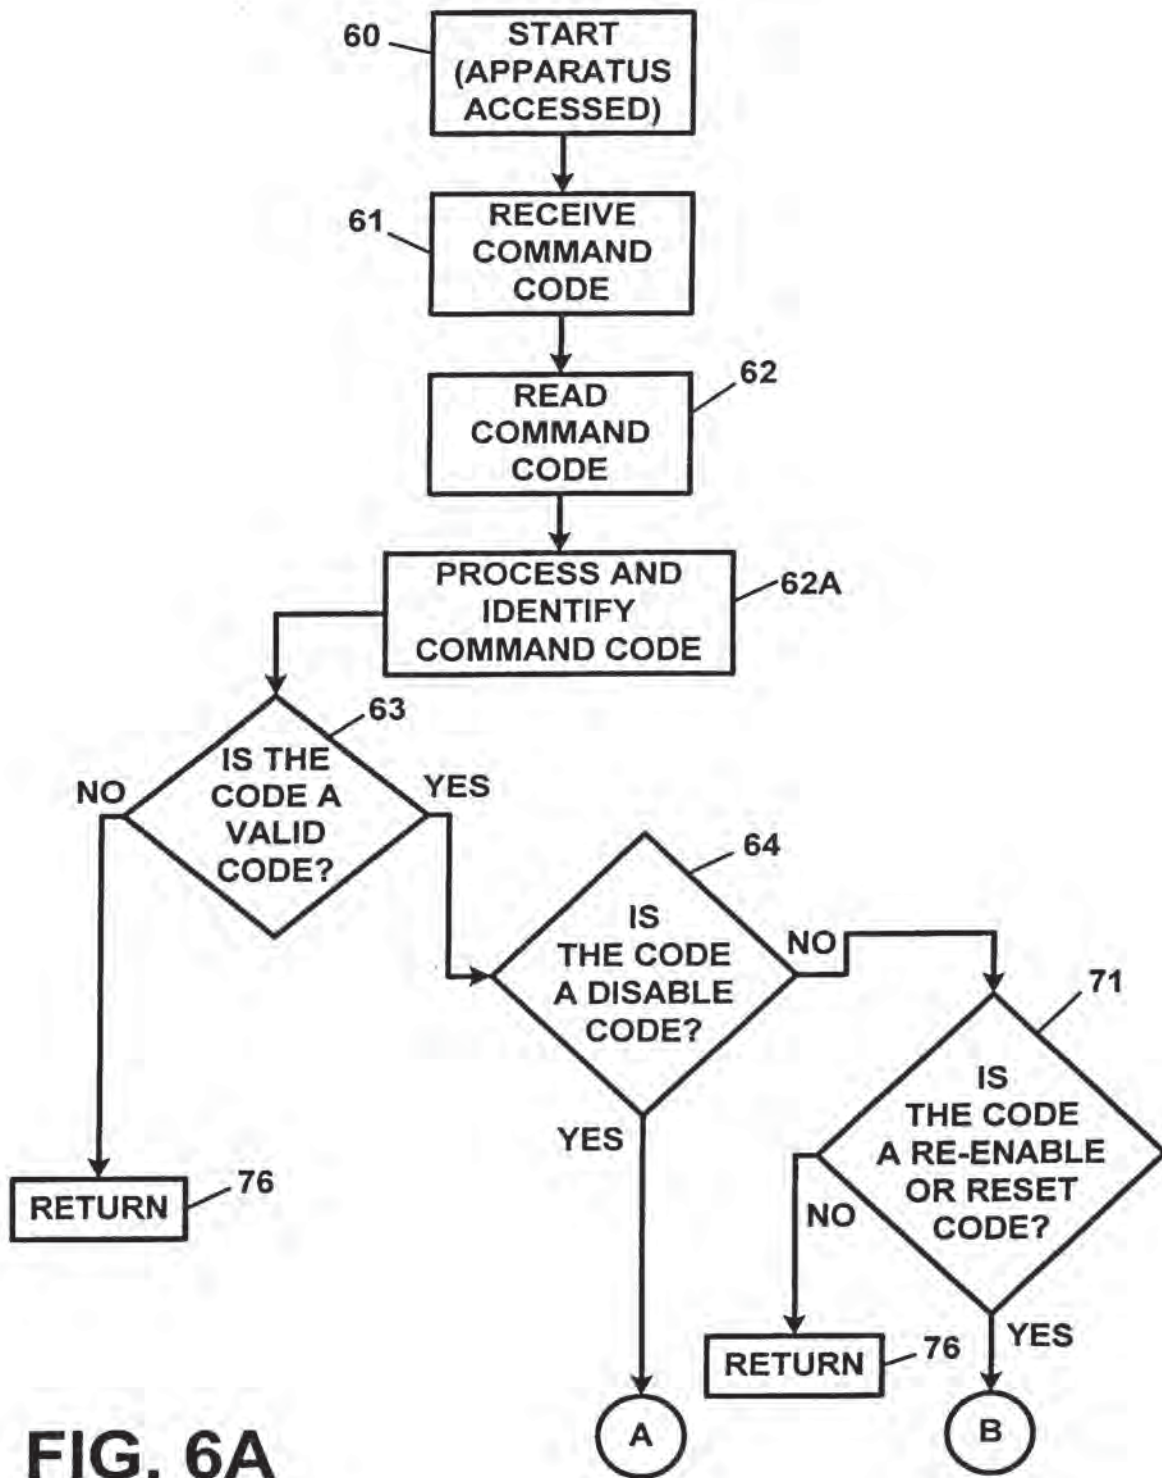 60
START
(APPARATUS
ACCESSED)
61
RECEIVE
COMMAND
CODE
62
READ
COMMAND
CODE
62A
PROCESS AND
IDENTIFY
COMMAND CODE
63
IS THE
CODE A
VALID
CODE?
NO
YES
64
IS
THE CODE
A DISABLE
CODE?
NO
YES
71
IS
THE CODE
A RE-ENABLE
OR RESET
CODE?
NO
YES
RETURN
76
RETURN
76
A
B
FIG. 6A